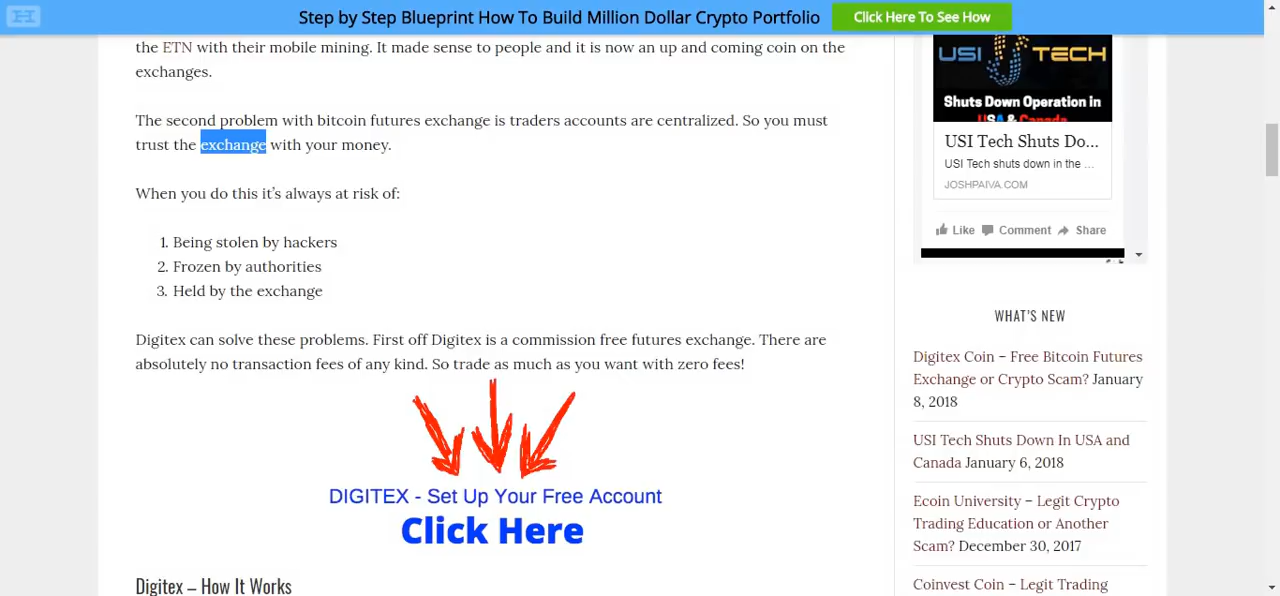 Step by Step Blueprint How To Build Million Dollar Crypto Portfolio
Click Here To See How
the ETN with their mobile mining. It made sense to people and it is now an up and coming coin on the
exchanges.
The second problem with bitcoin futures exchange is traders accounts are centralized. So you must
trust the exchange with your money.
When you do this it’s always at risk of:
1. Being stolen by hackers
2. Frozen by authorities
3. Held by the exchange
Digitex can solve these problems. First off Digitex is a commission free futures exchange. There are
absolutely no transaction fees of any kind. So trade as much as you want with zero fees!
DIGITEX - Set Up Your Free Account
Click Here
Digitex – How It Works
USI TECH
Shuts Down Operation in
USA & Canada
USI Tech Shuts Do...
USI Tech shuts down in the ...
JOSHPAIVA.COM
Like Comment Share
WHAT’S NEW
Digitex Coin – Free Bitcoin Futures
Exchange or Crypto Scam? January
8, 2018
USI Tech Shuts Down In USA and
Canada January 6, 2018
Ecoin University – Legit Crypto
Trading Education or Another
Scam? December 30, 2017
Coinvest Coin – Legit Trading